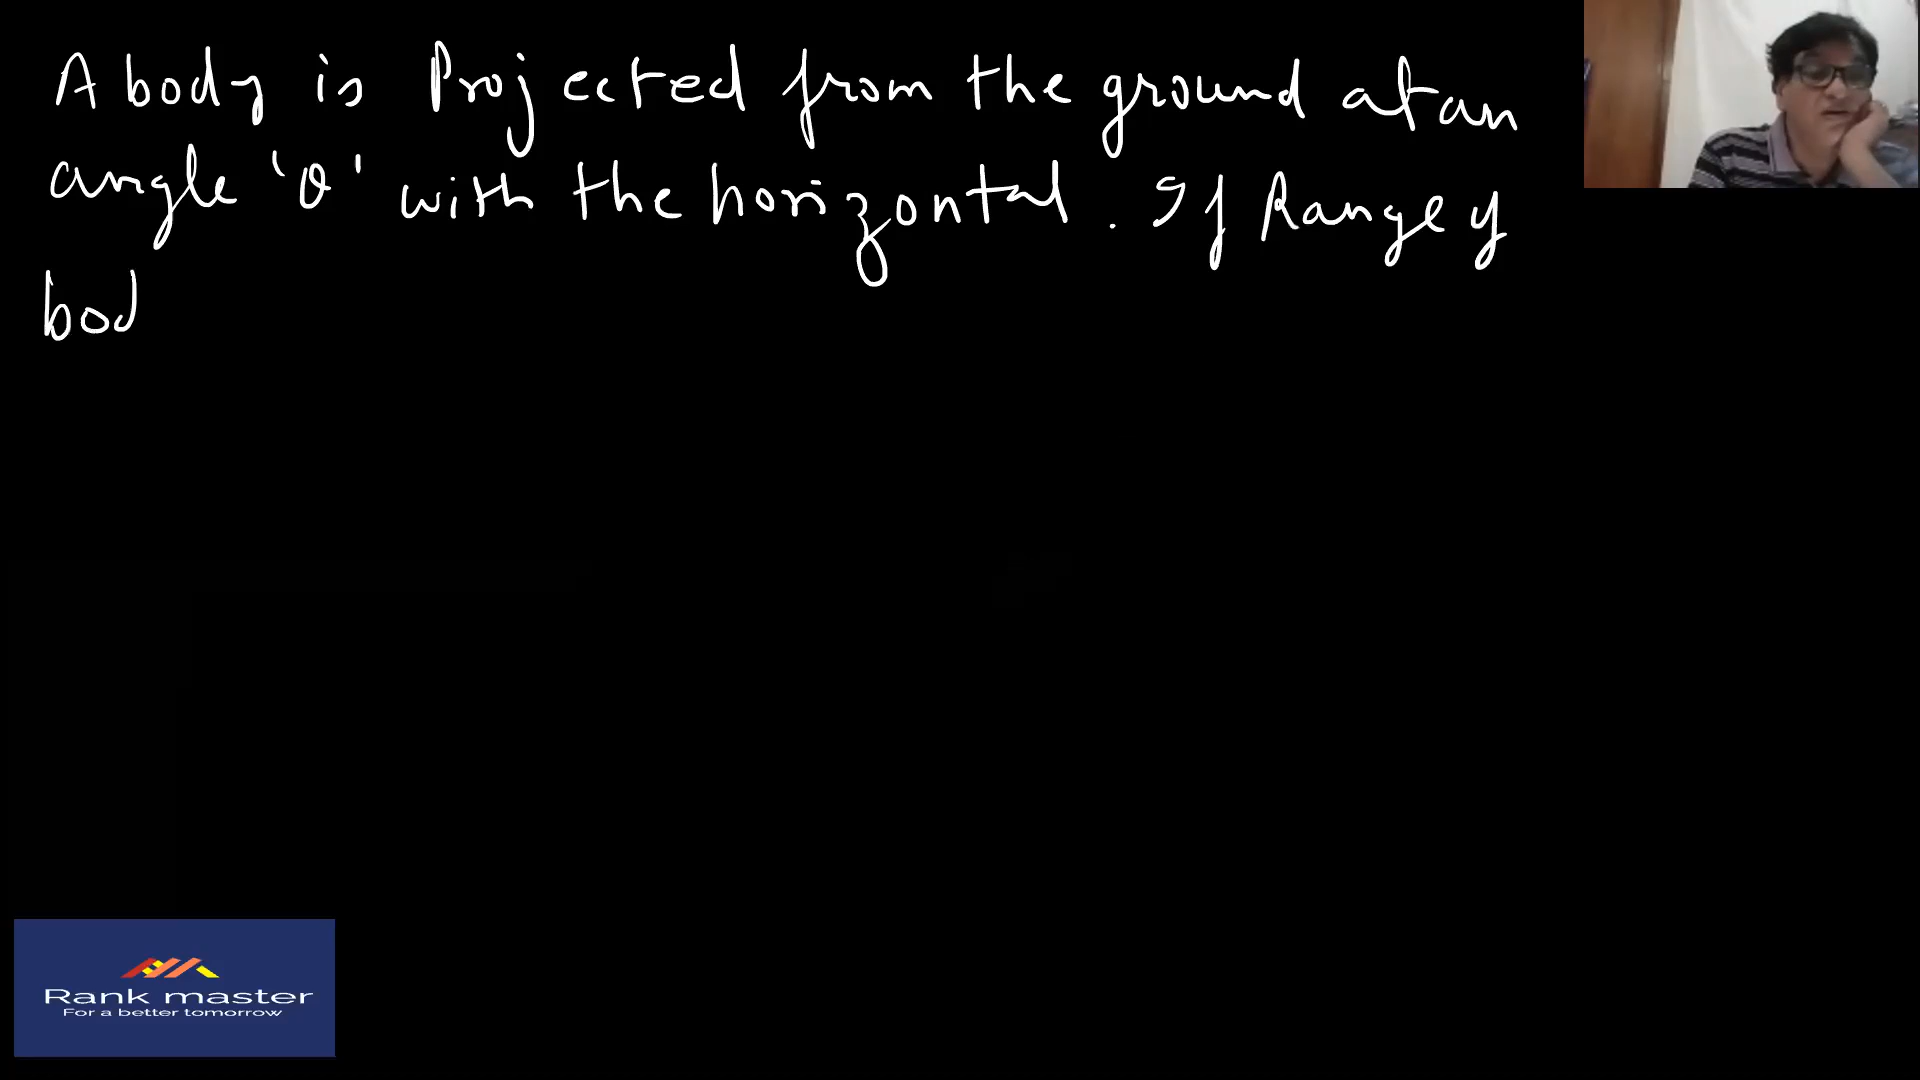 A body is Projected from the ground at an
angle 'θ' with the horizontal. If Range of
bod
Rank master
For a better tomorrow